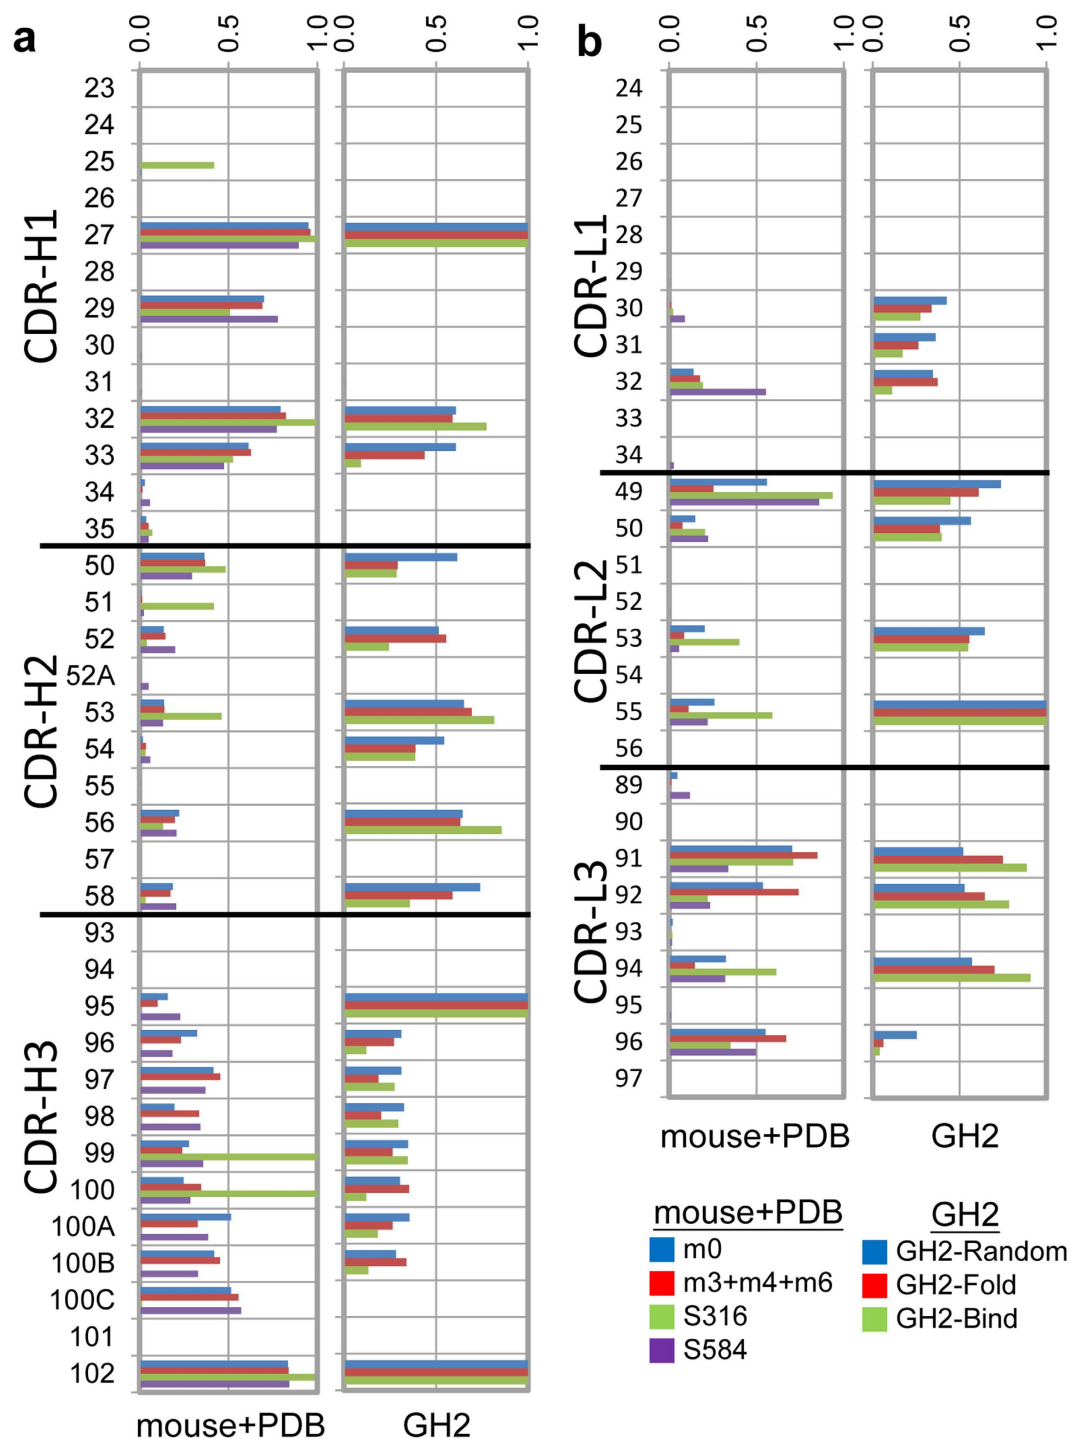 a
0.0 0.5 1.0 0.0 0.5 1.0
CDR-H1
23
24
25
26
27
28
29
30
31
32
33
34
35
CDR-H2
50
51
52
52A
53
54
55
56
57
58
CDR-H3
93
94
95
96
97
98
99
100
100A
100B
100C
101
102
mouse+PDB GH2
b
0.0 0.5 1.0 0.0 0.5 1.0
CDR-L1
24
25
26
27
28
29
30
31
32
33
34
CDR-L2
49
50
51
52
53
54
55
56
CDR-L3
89
90
91
92
93
94
95
96
97
mouse+PDB GH2
mouse+PDB
m0
m3+m4+m6
S316
S584
GH2
GH2-Random
GH2-Fold
GH2-Bind